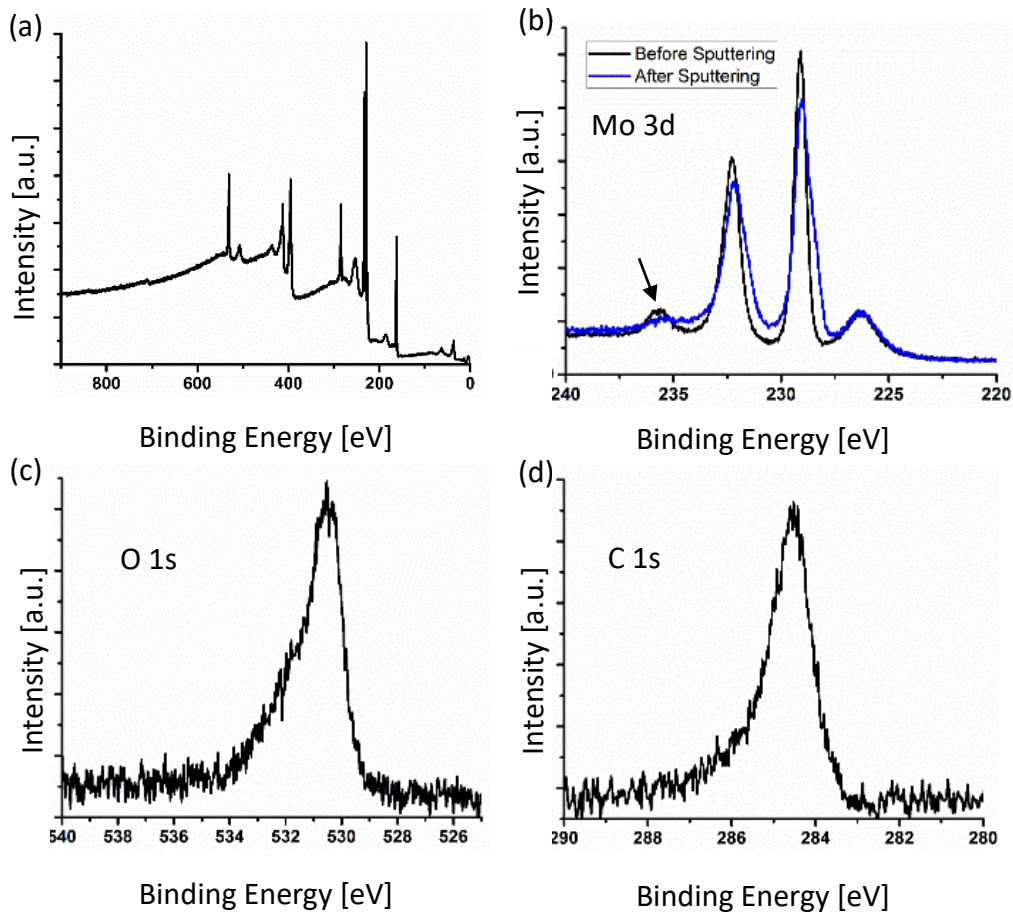 (a)
Intensity [a.u.]
800 600 400 200 0
Binding Energy [eV]
(b)
Before Sputtering
After Sputtering
Mo 3d
Intensity [a.u.]
240 235 230 225 220
Binding Energy [eV]
(c)
O 1s
Intensity [a.u.]
540 538 536 534 532 530 528 526
Binding Energy [eV]
(d)
C 1s
Intensity [a.u.]
290 288 286 284 282 280
Binding Energy [eV]